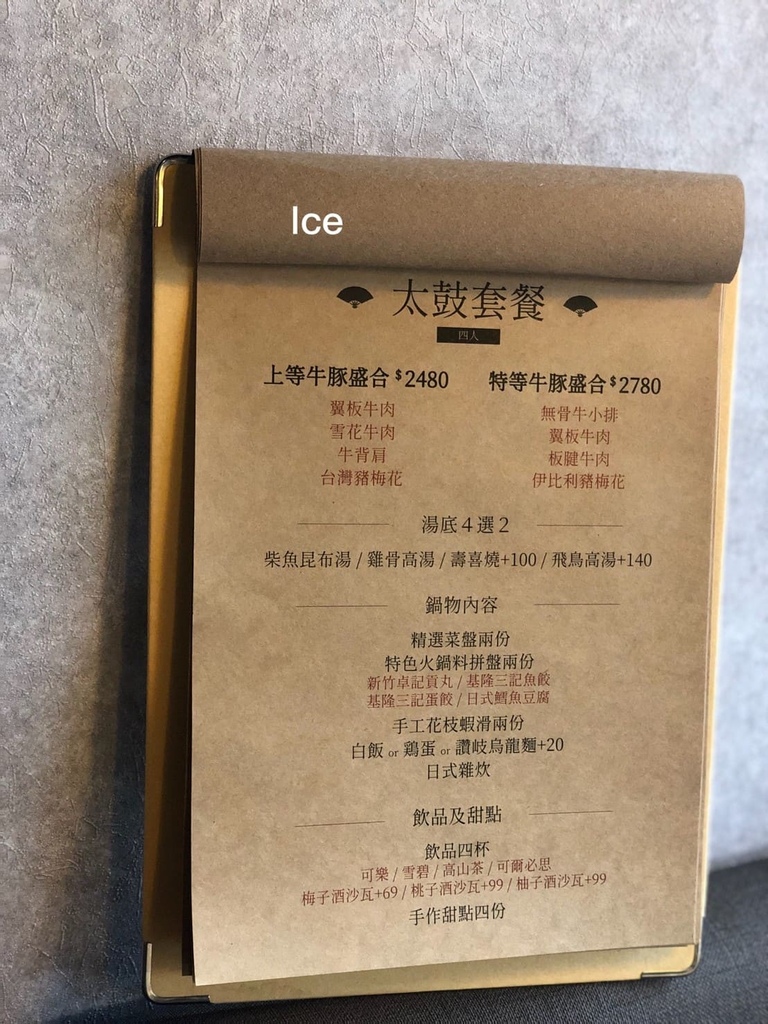 Ice
太鼓套餐
四人
上等牛豚盛合 $2480
翼板牛肉
雪花牛肉
牛背肩
台灣豬梅花
特等牛豚盛合 $2780
無骨牛小排
翼板牛肉
板腱牛肉
伊比利豬梅花
湯底4選2
柴魚昆布湯 / 雞骨高湯 / 壽喜燒+100 / 飛鳥高湯+140
鍋物內容
精選菜盤兩份
特色火鍋料拼盤兩份
新竹卓記貢丸 / 基隆三記魚餃
基隆三記蛋餃 / 日式鱈魚豆腐
手工花枝蝦滑兩份
白飯 or 鶏蛋 or 讚岐烏龍麵+20
日式雜炊
飲品及甜點
飲品四杯
可樂 / 雪碧 / 高山茶 / 可爾必思
梅子酒沙瓦+69 / 桃子酒沙瓦+99 / 柚子酒沙瓦+99
手作甜點四份